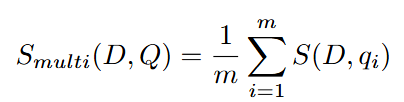 $S_{multi}(D, Q) = \frac{1}{m} \sum_{i=1}^{m} S(D, q_i)$